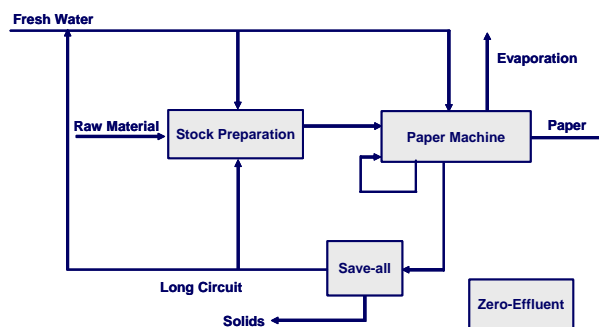 Fresh Water
Evaporation
Raw Material
Stock Preparation
Paper Machine
Paper
Save-all
Long Circuit
Zero-Effluent
Solids